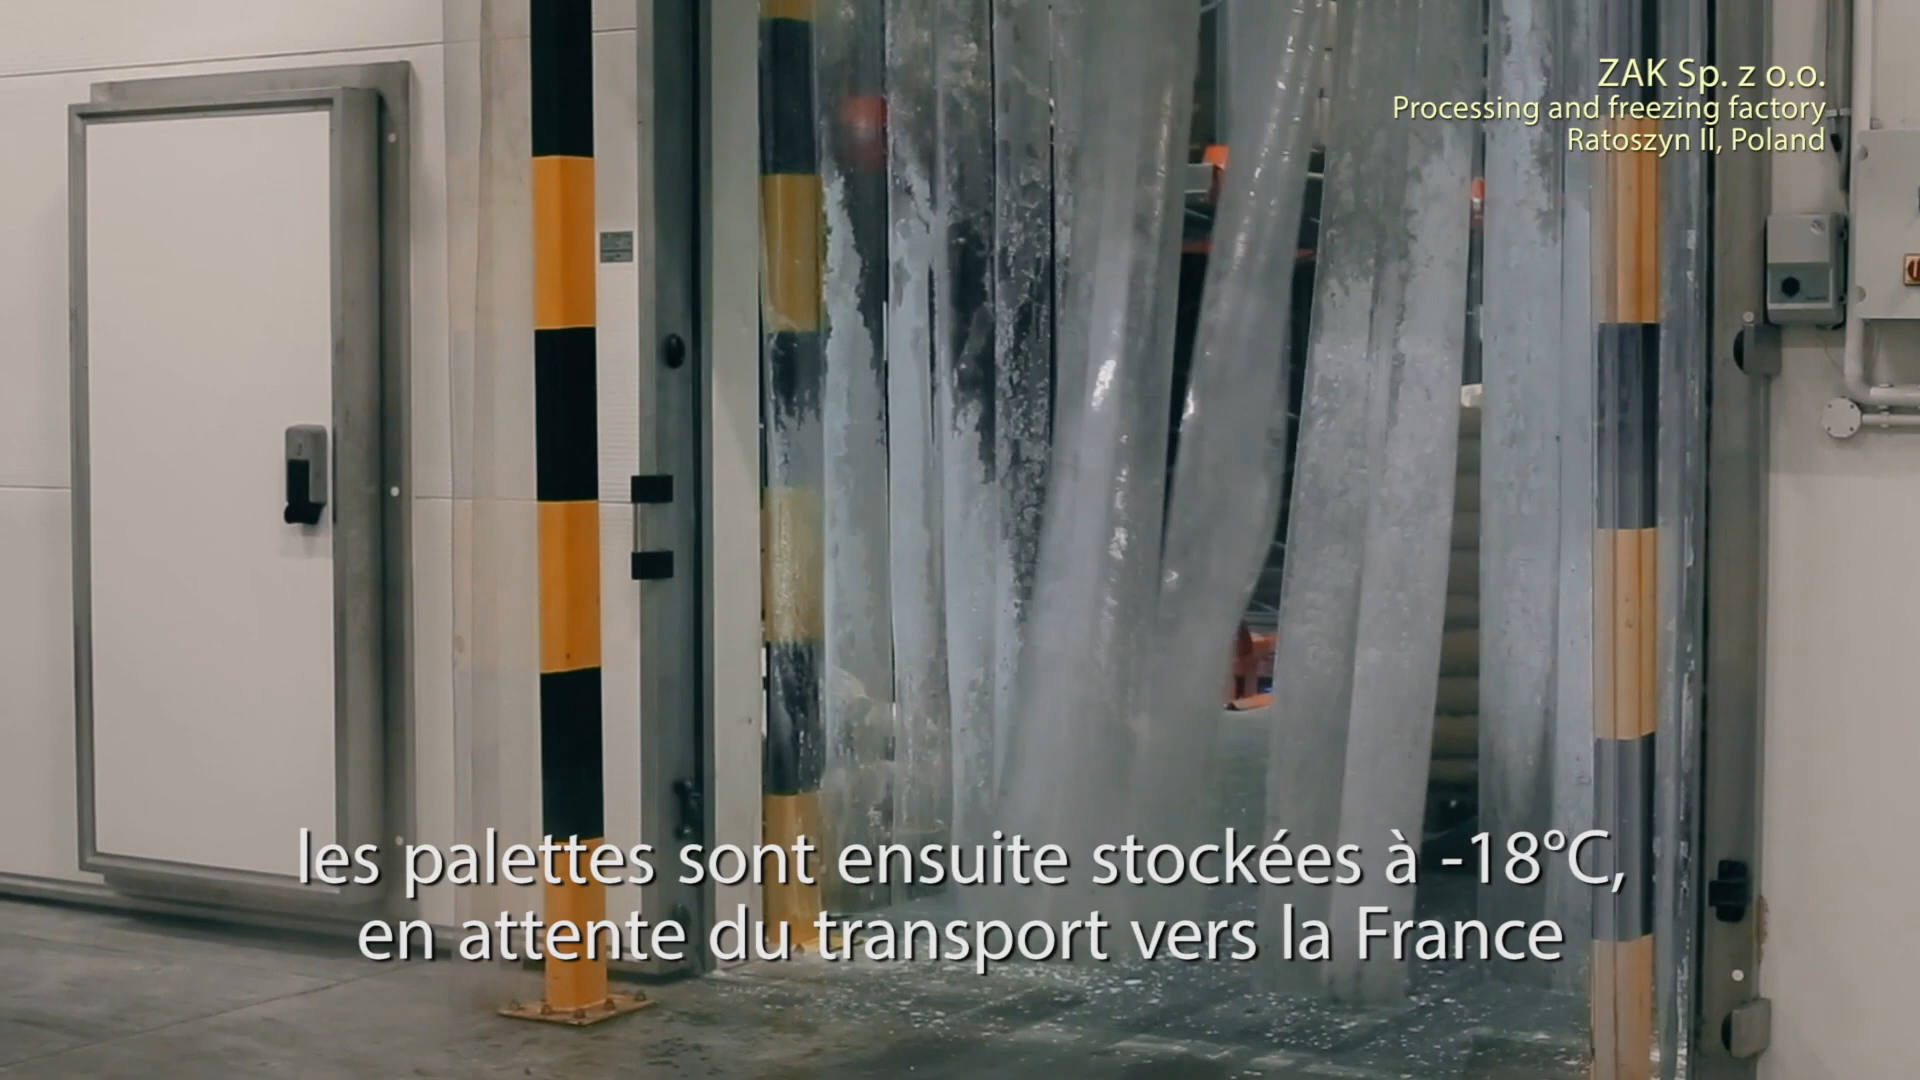 ZAK Sp. z o.o.
Processing and freezing factory
Ratoszyn II, Poland
les palettes sont ensuite stockées à -18°C,
en attente du transport vers la France